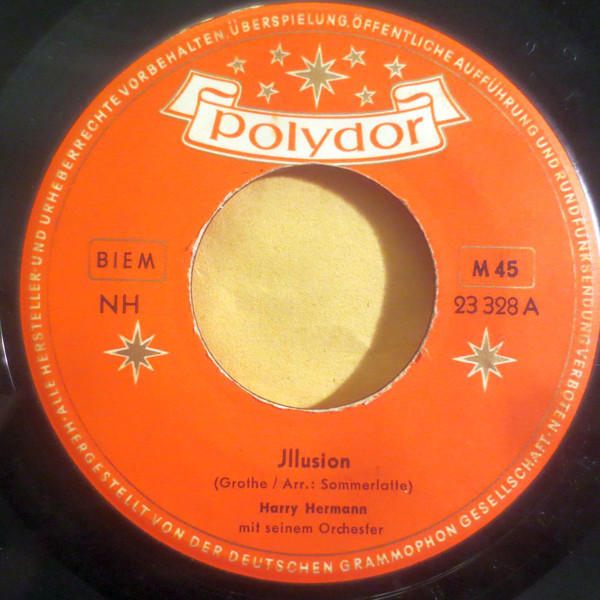 ALLE HERSTELLER- UND URHEBERRECHTE VORBEHALTEN. ÜBERSPIELUNG, ÖFFENTLICHE AUFFÜHRUNG UND RUNDFUNKSENDUNG VERBOTEN.
polydor
BIEM
M 45
NH
23 328 A
Jllusion
(Grothe / Arr.: Sommerlatte)
Harry Hermann
mit seinem Orchester
HERGESTELLT VON DER DEUTSCHEN GRAMMOPHON GESELLSCHAFT